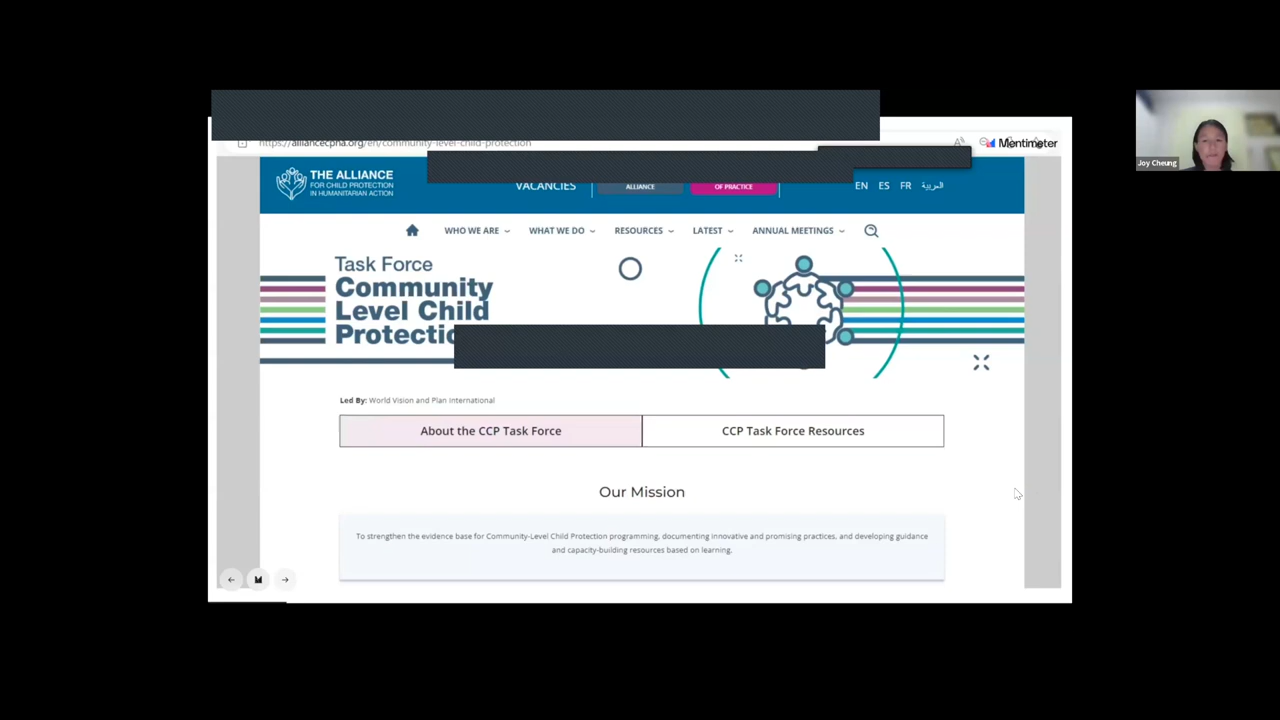 https://alliancecpha.org/en/community-level-child-protection
Mentimeter
THE ALLIANCE
FOR CHILD PROTECTION
IN HUMANITARIAN ACTION
VACANCIES
ALLIANCE
OF PRACTICE
EN ES FR العربية
WHO WE ARE
WHAT WE DO
RESOURCES
LATEST
ANNUAL MEETINGS
Joy Cheung
Task Force
Community
Level Child
Protectio
Led By: World Vision and Plan International
About the CCP Task Force
CCP Task Force Resources
Our Mission
To strengthen the evidence base for Community-Level Child Protection programming, documenting innovative and promising practices, and developing guidance
and capacity-building resources based on learning.